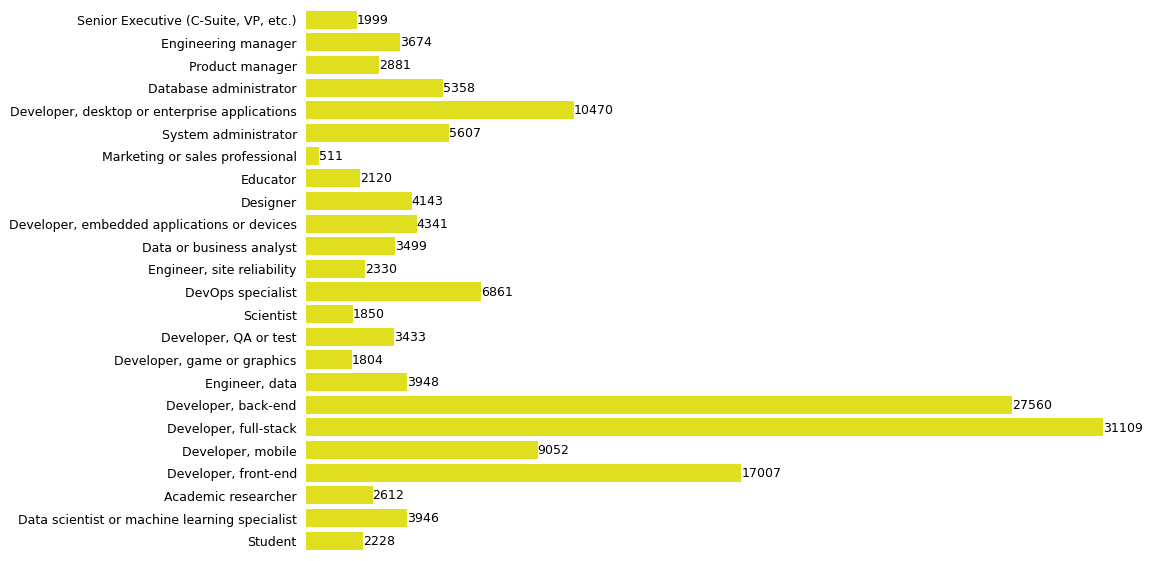 Senior Executive (C-Suite, VP, etc.) 1999
Engineering manager 3674
Product manager 2881
Database administrator 5358
Developer, desktop or enterprise applications 10470
System administrator 5607
Marketing or sales professional 511
Educator 2120
Designer 4143
Developer, embedded applications or devices 4341
Data or business analyst 3499
Engineer, site reliability 2330
DevOps specialist 6861
Scientist 1850
Developer, QA or test 3433
Developer, game or graphics 1804
Engineer, data 3948
Developer, back-end 27560
Developer, full-stack 31109
Developer, mobile 9052
Developer, front-end 17007
Academic researcher 2612
Data scientist or machine learning specialist 3946
Student 2228